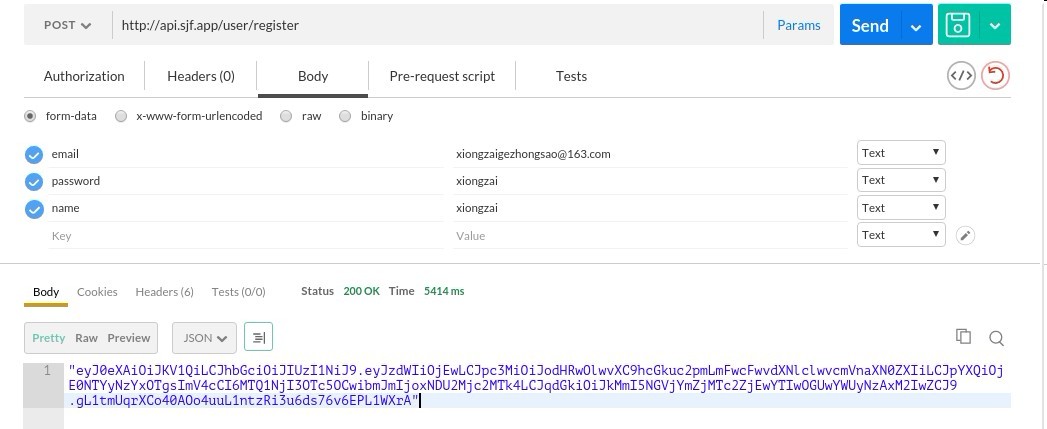 POST http://api.sjf.app/user/register Params Send
Authorization Headers (0) Body Pre-request script Tests </>
form-data x-www-form-urlencoded raw binary
email xiongzaigezhongsao@163.com Text
password xiongzai Text
name xiongzai Text
Key Value Text
Body Cookies Headers (6) Tests (0/0) Status 200 OK Time 5414 ms
Pretty Raw Preview JSON
1 "eyJ0eXAiOiJKV1QiLCJhbGciOiJIUzI1NiJ9.eyJzdWIiOjEwLCJpc3MiOiJodHRwOlwvXC9hcGkuc2pmLmFwcFwvdXNlclwvcmVnaXN0ZXIiLCJpYXQiOj
E0NTYyNzYxOTgsImV4cCI6MTQ1NjI3OTc5OCwibmJmIjoxNDU2Mjc2MTk4LCJqdGkiOiJkMmI5NGVjYmZjMTc2ZjEwYTIwOGUwYWUyNzAxM2IwZCJ9
.gL1tmUqrXCo40AOo4uuL1ntzRi3u6ds76v6EPL1WXrA"